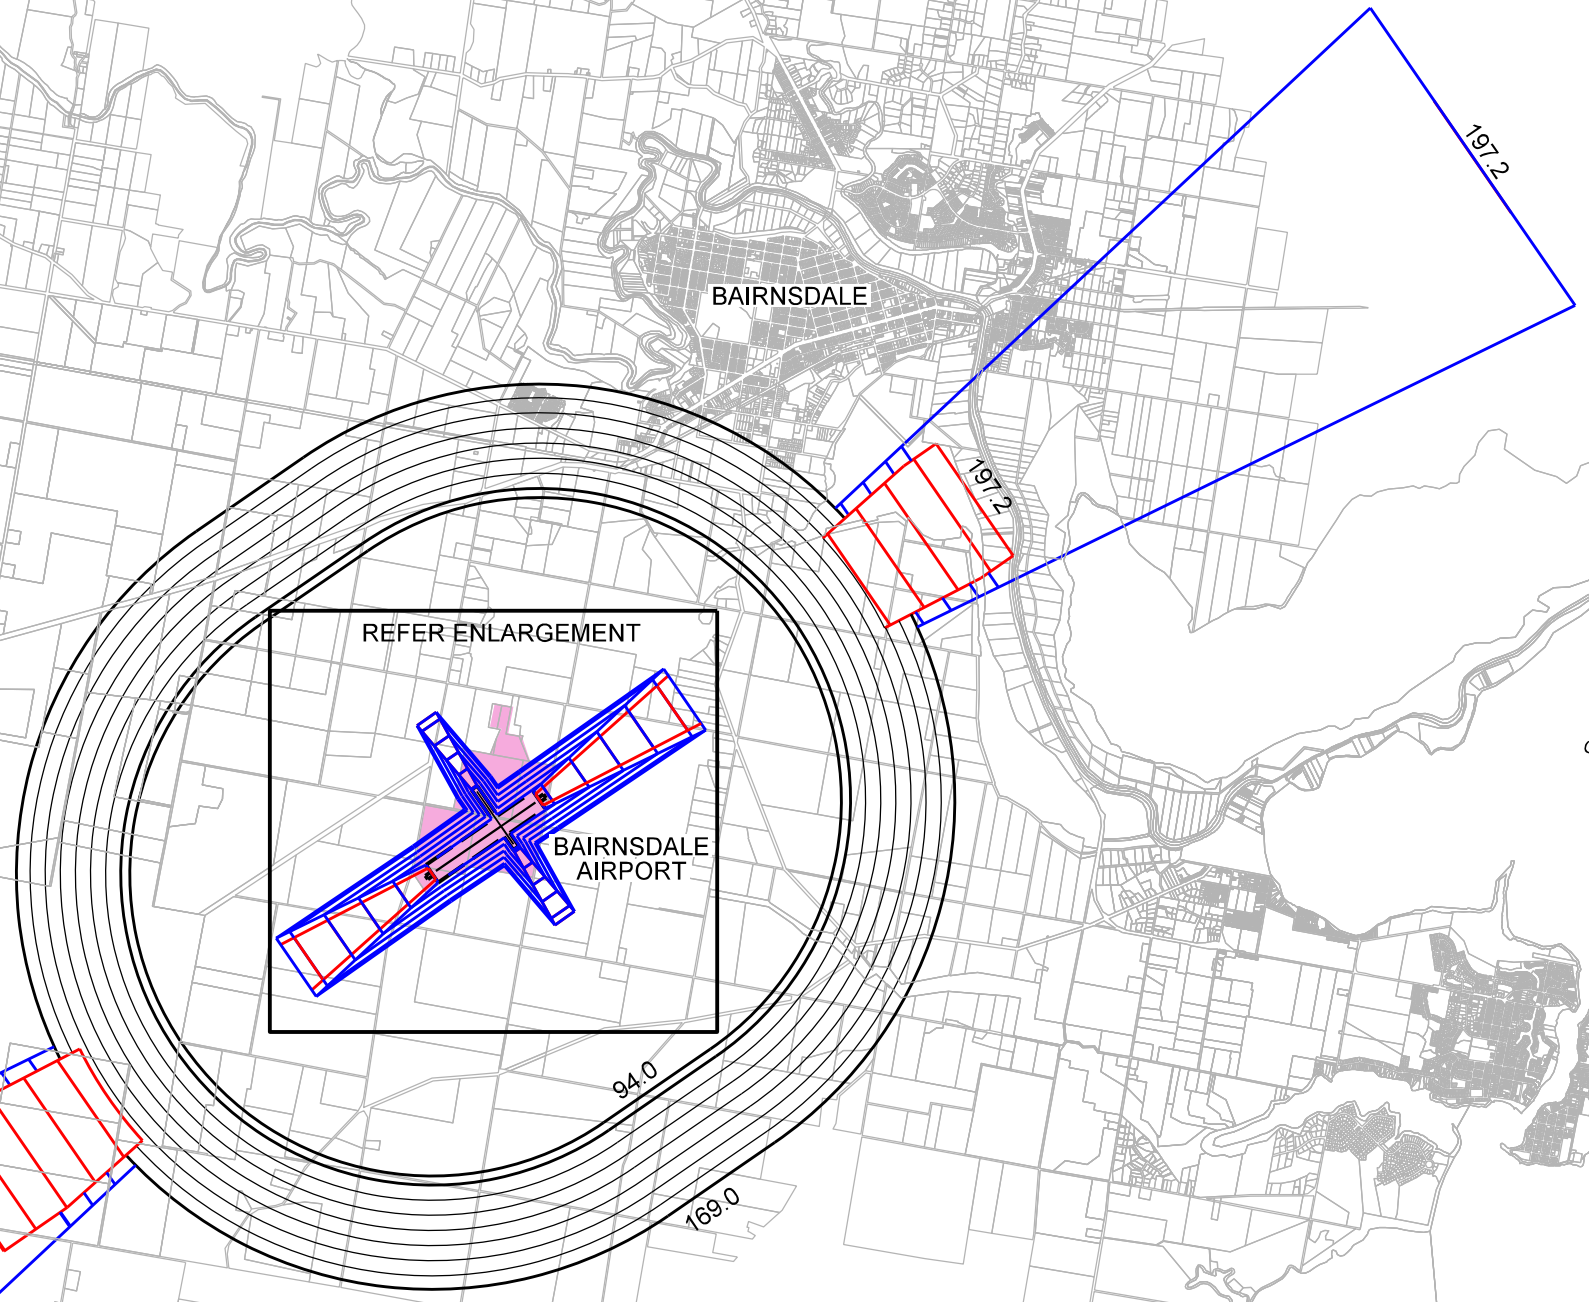 197.2
BAIRNSDALE
197.2
REFER ENLARGEMENT
BAIRNSDALE
AIRPORT
94.0
169.0